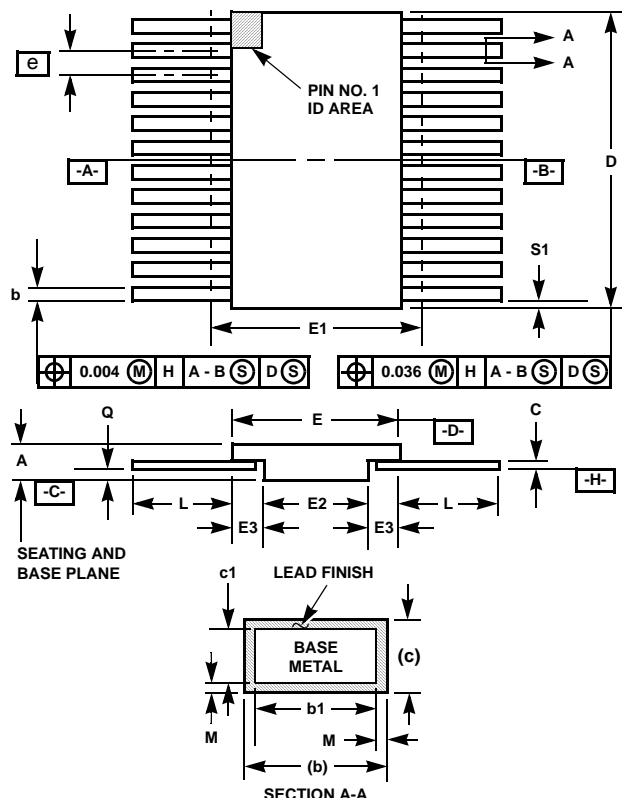 A
e
A
PIN NO. 1
ID AREA
D
-A-
-B-
S1
b
E1
0.004 M H A - B S D S
0.036 M H A - B S D S
Q
E
C
-D-
A
-C-
-H-
L
E2
L
E3
E3
SEATING AND
BASE PLANE
c1
LEAD FINISH
BASE
METAL
(c)
b1
M
M
(b)
SECTION A-A